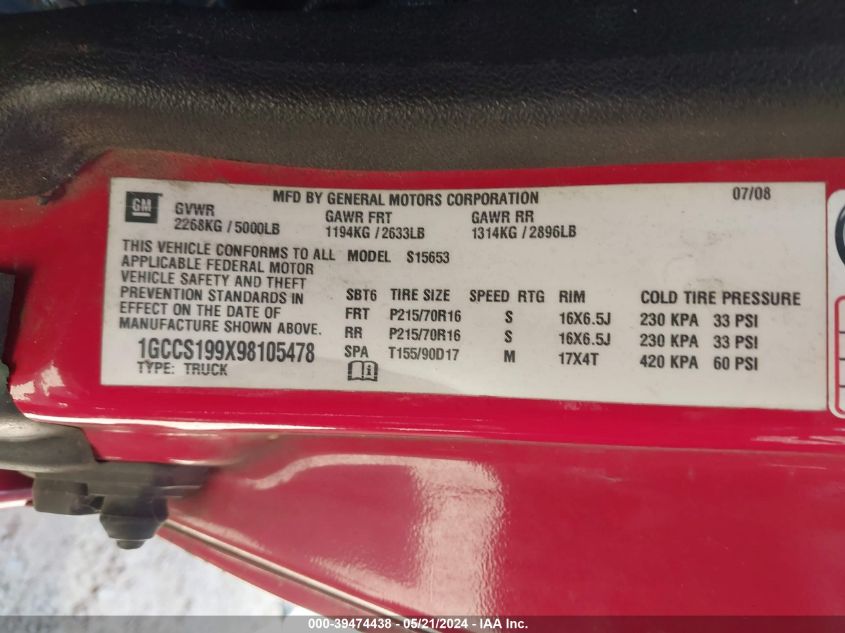 MFD BY GENERAL MOTORS CORPORATION 07/08
GM
GVWR GAWR FRT GAWR RR
2268KG / 5000LB 1194KG / 2633LB 1314KG / 2896LB
THIS VEHICLE CONFORMS TO ALL MODEL S15653
APPLICABLE FEDERAL MOTOR
VEHICLE SAFETY AND THEFT
PREVENTION STANDARDS IN
EFFECT ON THE DATE OF
MANUFACTURE SHOWN ABOVE.
1GCCS199X98105478
TYPE: TRUCK
SBT6 TIRE SIZE SPEED RTG RIM COLD TIRE PRESSURE
FRT P215/70R16 S 16X6.5J 230 KPA 33 PSI
RR P215/70R16 S 16X6.5J 230 KPA 33 PSI
SPA T155/90D17 M 17X4T 420 KPA 60 PSI
000-39474438 - 05/21/2024 - IAA Inc.